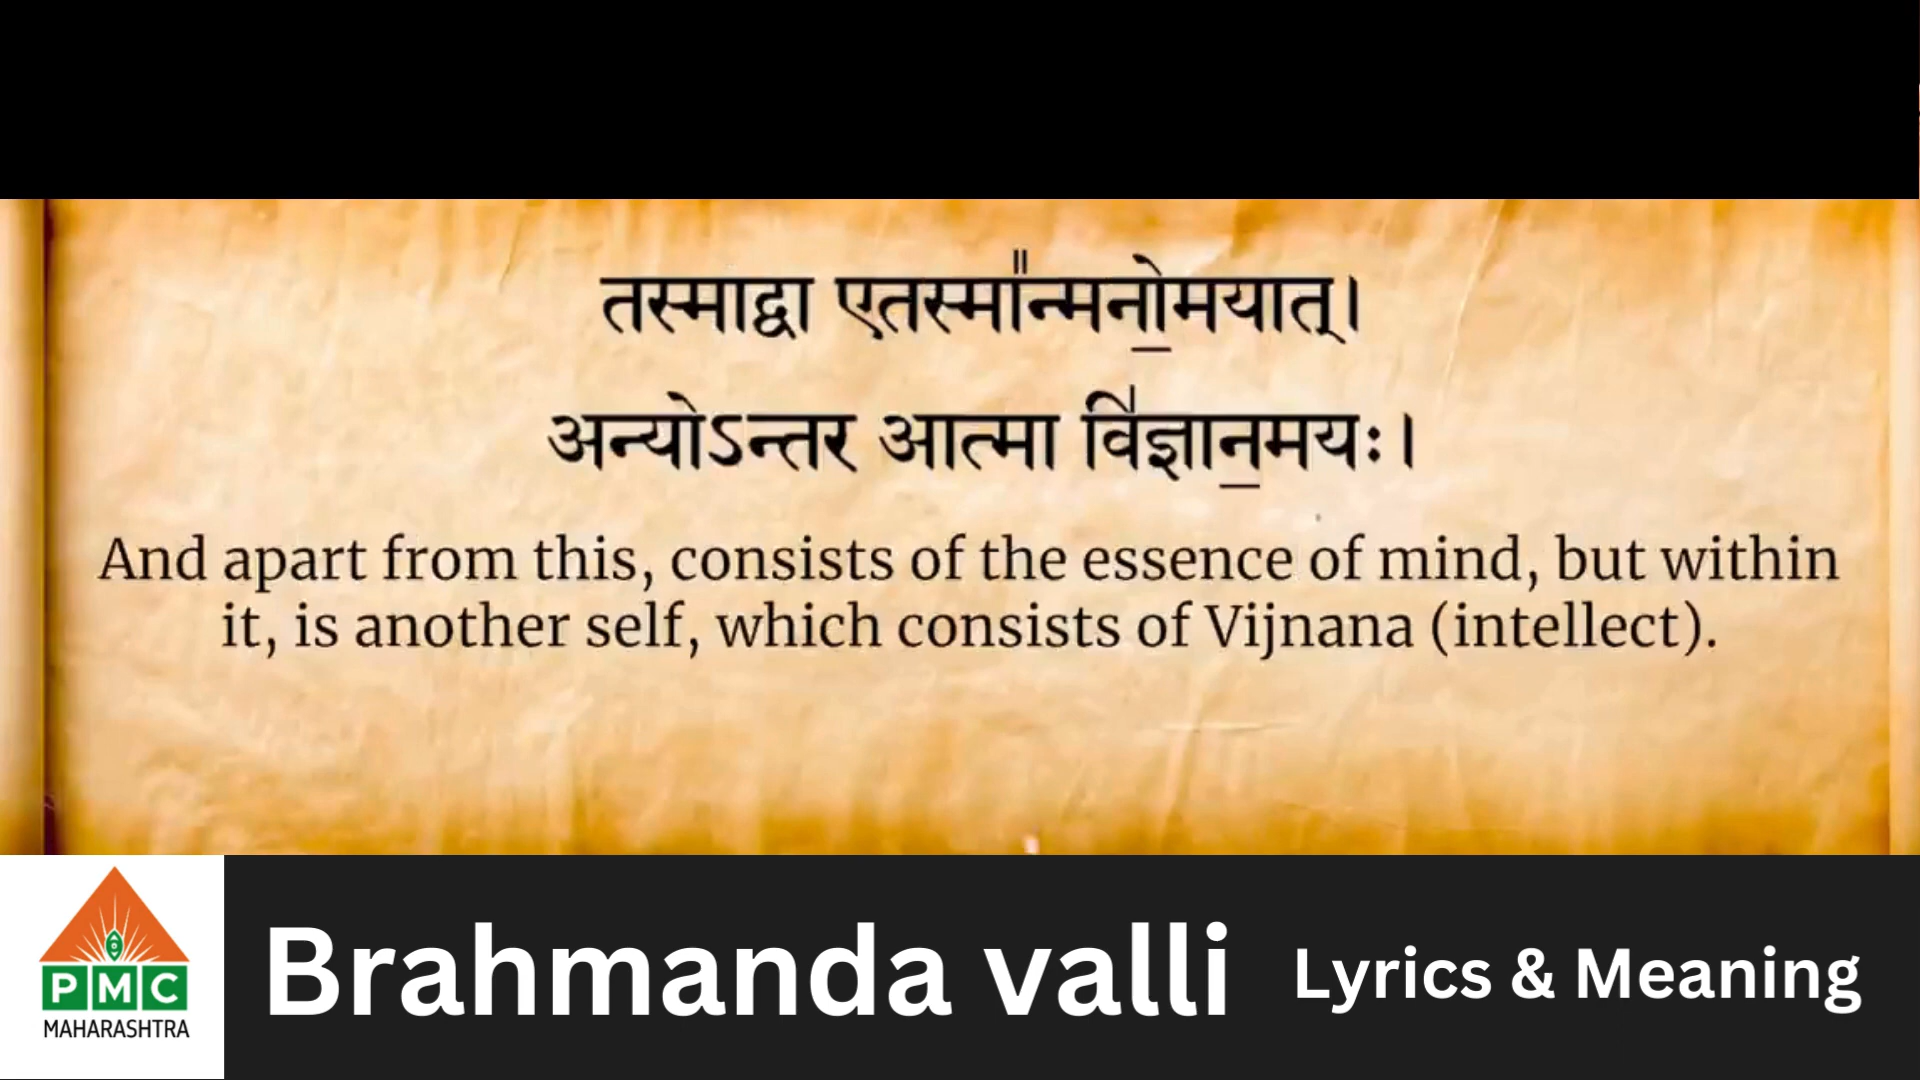 तस्माद्वा एतस्मा᳚न्मनो॒मयात्।
अन्योऽन्तर आत्मा वि॑ज्ञान॒मयः।
And apart from this, consists of the essence of mind, but within
it, is another self, which consists of Vijnana (intellect).
PMC
MAHARASHTRA
Brahmanda valli Lyrics & Meaning